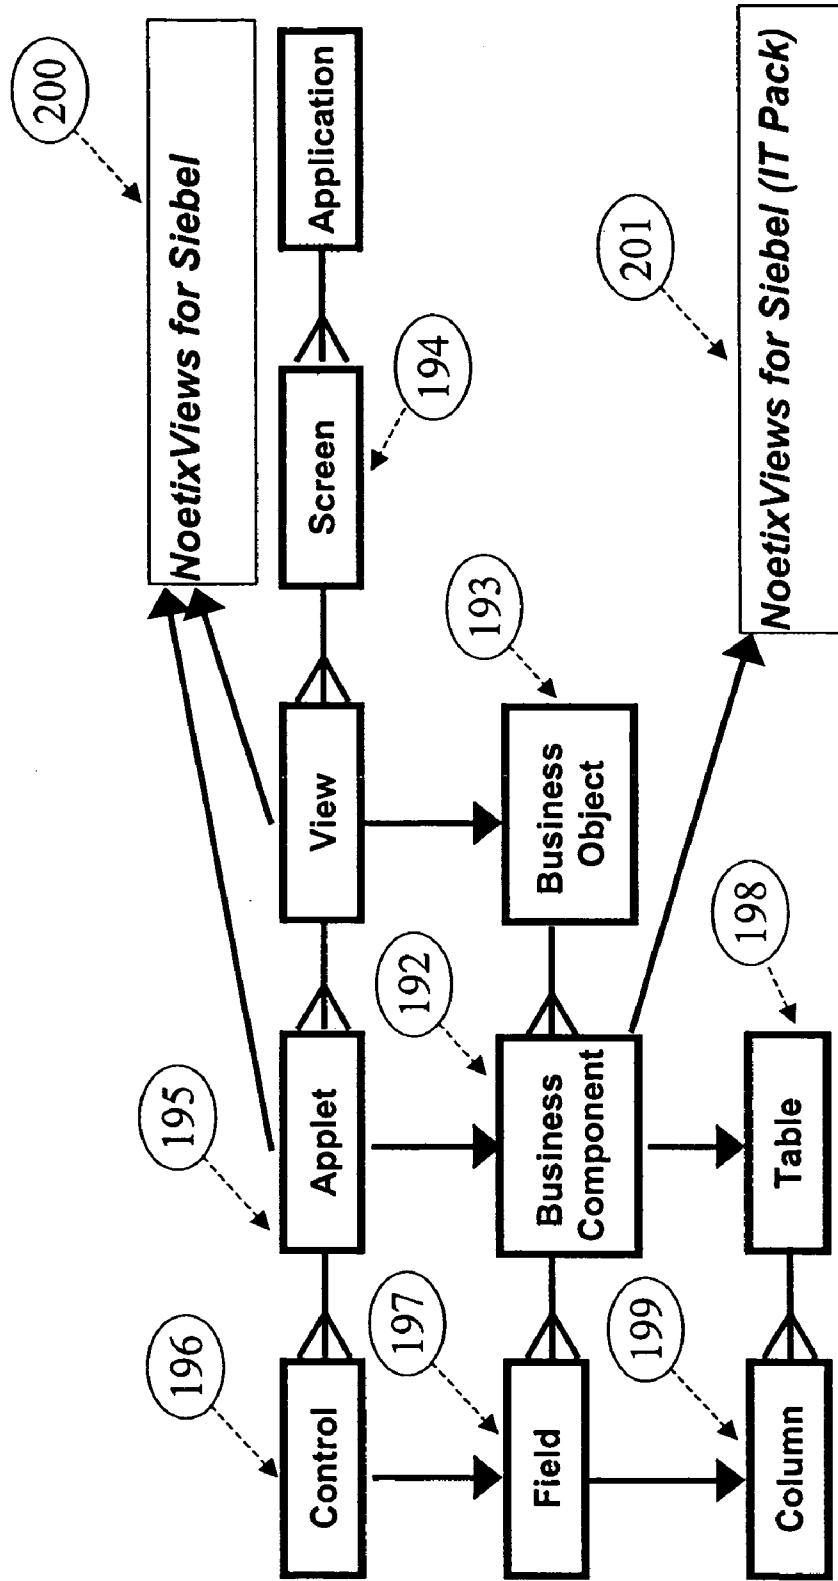 200
196
195
NoetixViews for Siebel
Control
Applet
View
Screen
Application
197
192
194
193
Field
Business
Component
Business
Object
199
201
198
Column
Table
NoetixViews for Siebel (IT Pack)